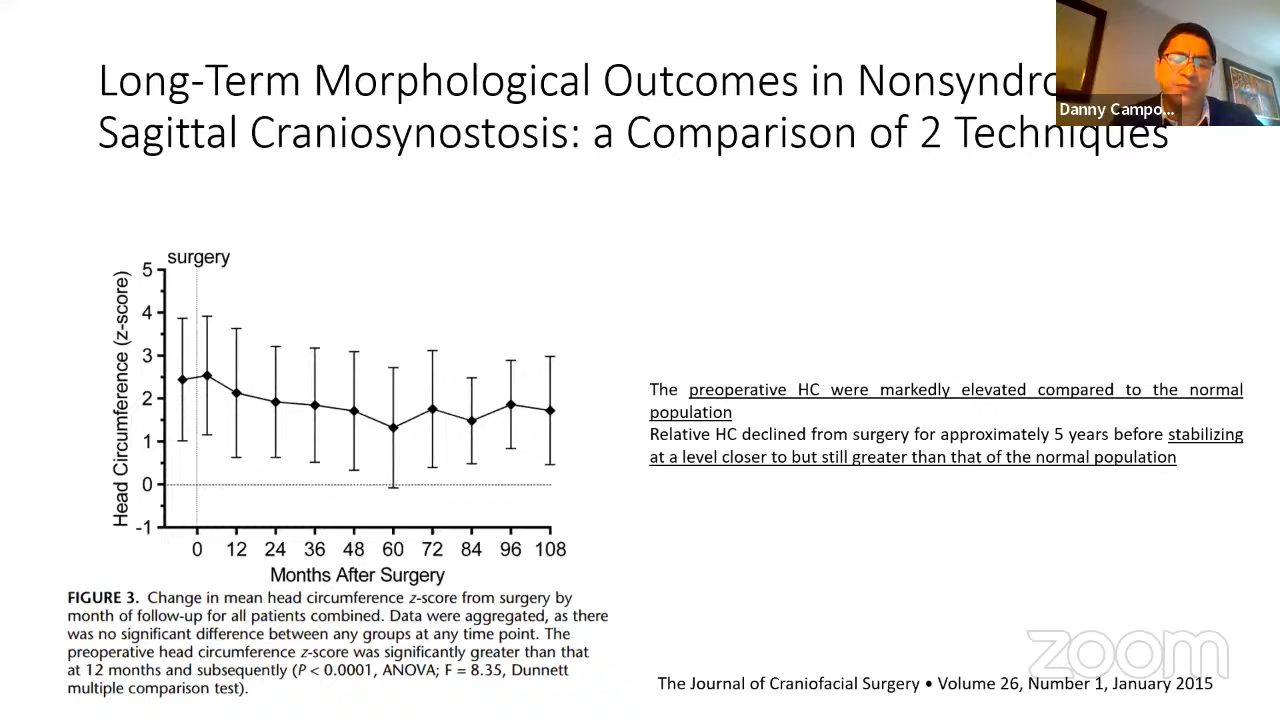 Long-Term Morphological Outcomes in Nonsyndro
Sagittal Craniosynostosis: a Comparison of 2 Techniques
Danny Campo...
surgery
5
4
3
2
1
0
-1
Head Circumference (z-score)
0 12 24 36 48 60 72 84 96 108
Months After Surgery
FIGURE 3. Change in mean head circumference z-score from surgery by
month of follow-up for all patients combined. Data were aggregated, as there
was no significant difference between any groups at any time point. The
preoperative head circumference z-score was significantly greater than that
at 12 months and subsequently (P < 0.0001, ANOVA; F = 8.35, Dunnett
multiple comparison test).
The preoperative HC were markedly elevated compared to the normal
population
Relative HC declined from surgery for approximately 5 years before stabilizing
at a level closer to but still greater than that of the normal population
zoom
The Journal of Craniofacial Surgery • Volume 26, Number 1, January 2015